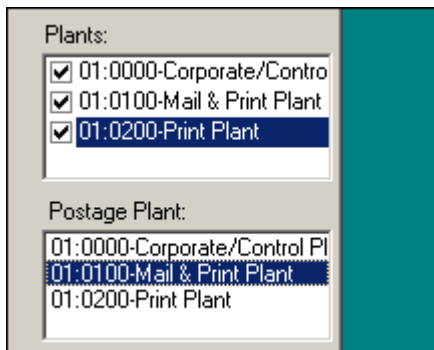 Plants:
01:0000-Corporate/Contro
01:0100-Mail & Print Plant
01:0200-Print Plant
Postage Plant:
01:0000-Corporate/Control Pl
01:0100-Mail & Print Plant
01:0200-Print Plant